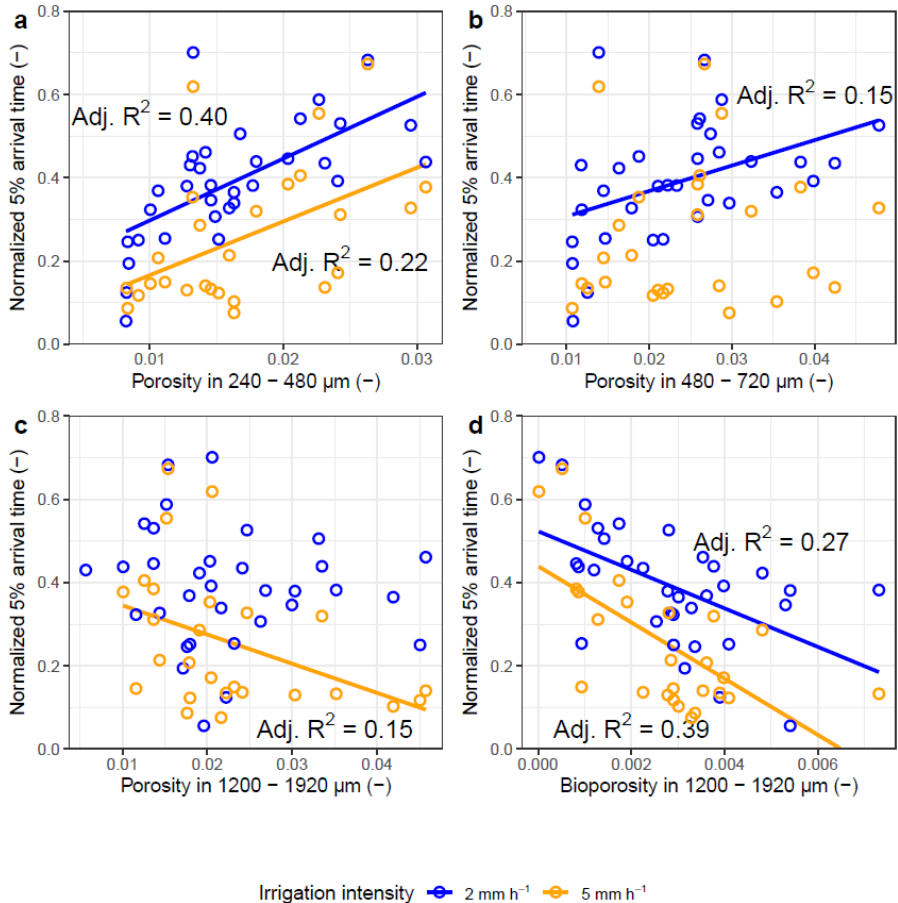 a
Normalized 5% arrival time (−)
0.8
0.6
0.4
0.2
0.0
Adj. R² = 0.40
Adj. R² = 0.22
0.01
0.02
0.03
Porosity in 240 − 480 μm (−)
b
Normalized 5% arrival time (−)
0.8
0.6
0.4
0.2
0.0
Adj. R² = 0.15
0.01
0.02
0.03
0.04
Porosity in 480 − 720 μm (−)
c
Normalized 5% arrival time (−)
0.8
0.6
0.4
0.2
0.0
Adj. R² = 0.15
0.01
0.02
0.03
0.04
Porosity in 1200 − 1920 μm (−)
d
Normalized 5% arrival time (−)
0.8
0.6
0.4
0.2
0.0
Adj. R² = 0.27
Adj. R² = 0.39
0.000
0.002
0.004
0.006
Bioporosity in 1200 − 1920 μm (−)
Irrigation intensity 2 mm h⁻¹ 5 mm h⁻¹